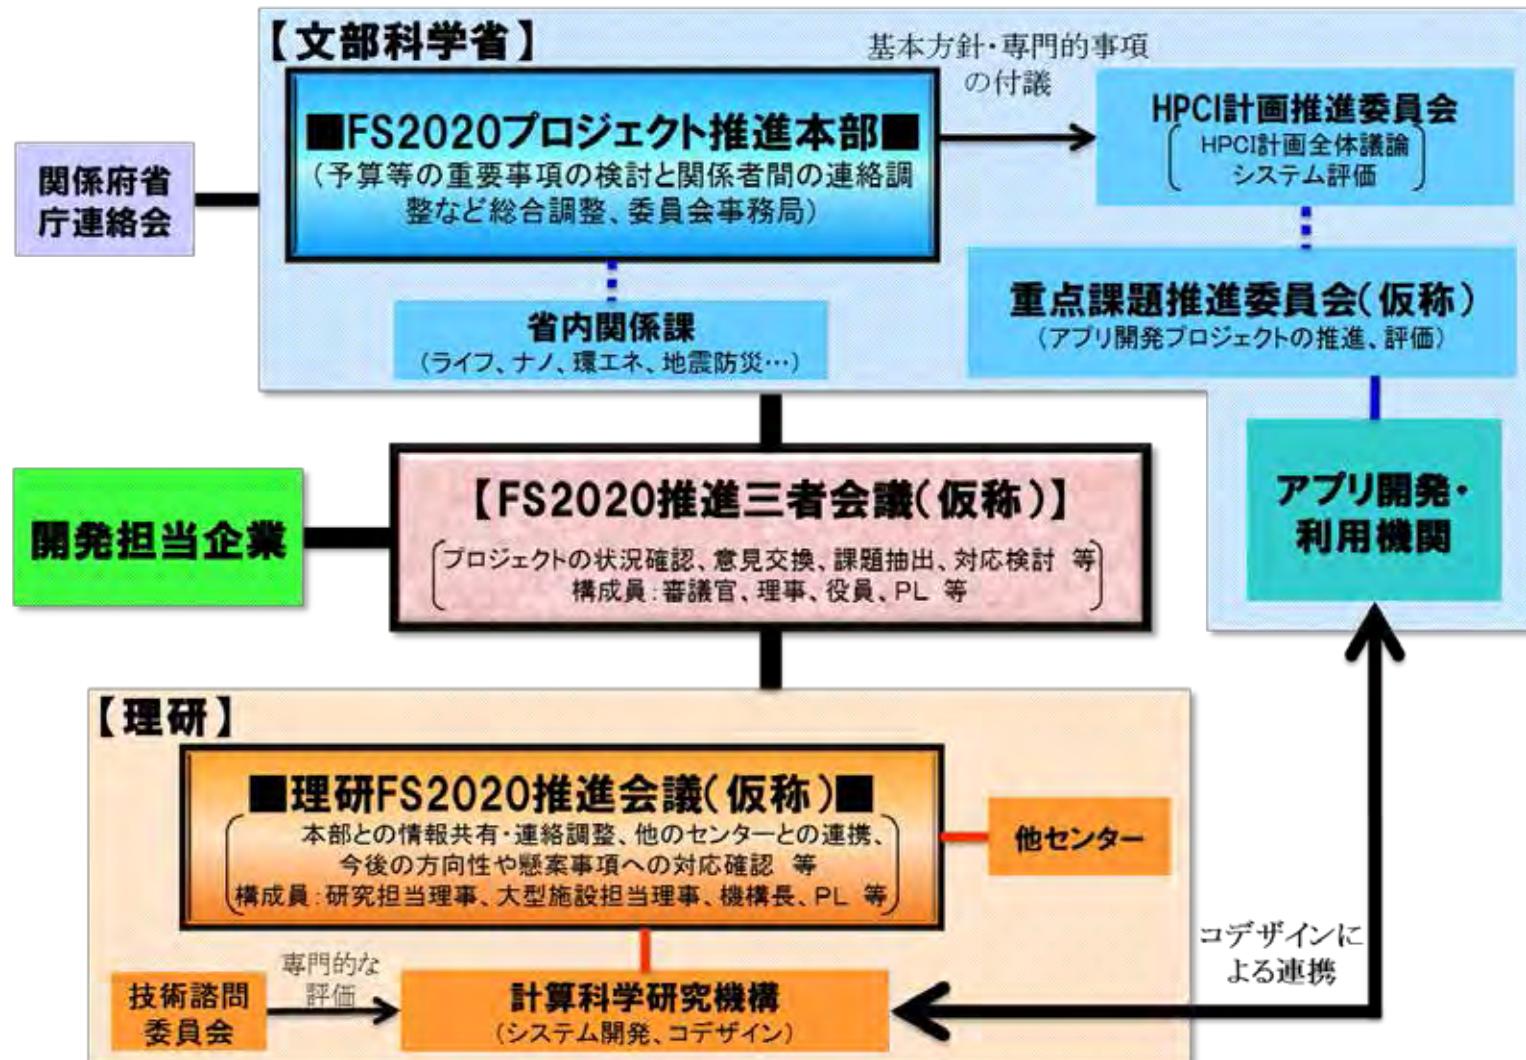 【文部科学省】
基本方針・専門的事項
の付議
■FS2020プロジェクト推進本部■
(予算等の重要事項の検討と関係者間の連絡調
整など総合調整、委員会事務局)
HPCI計画推進委員会
HPCI計画全体議論
システム評価
関係府省
庁連絡会
省内関係課
(ライフ、ナノ、環エネ、地震防災…)
重点課題推進委員会(仮称)
(アプリ開発プロジェクトの推進、評価)
開発担当企業
【FS2020推進三者会議(仮称)】
プロジェクトの状況確認、意見交換、課題抽出、対応検討 等
構成員:審議官、理事、役員、PL 等
アプリ開発・
利用機関
【理研】
■理研FS2020推進会議(仮称)■
本部との情報共有・連絡調整、他のセンターとの連携、
今後の方向性や懸案事項への対応確認 等
構成員:研究担当理事、大型施設担当理事、機構長、PL 等
他センター
コデザインに
よる連携
技術諮問
委員会
専門的な
評価
計算科学研究機構
(システム開発、コデザイン)